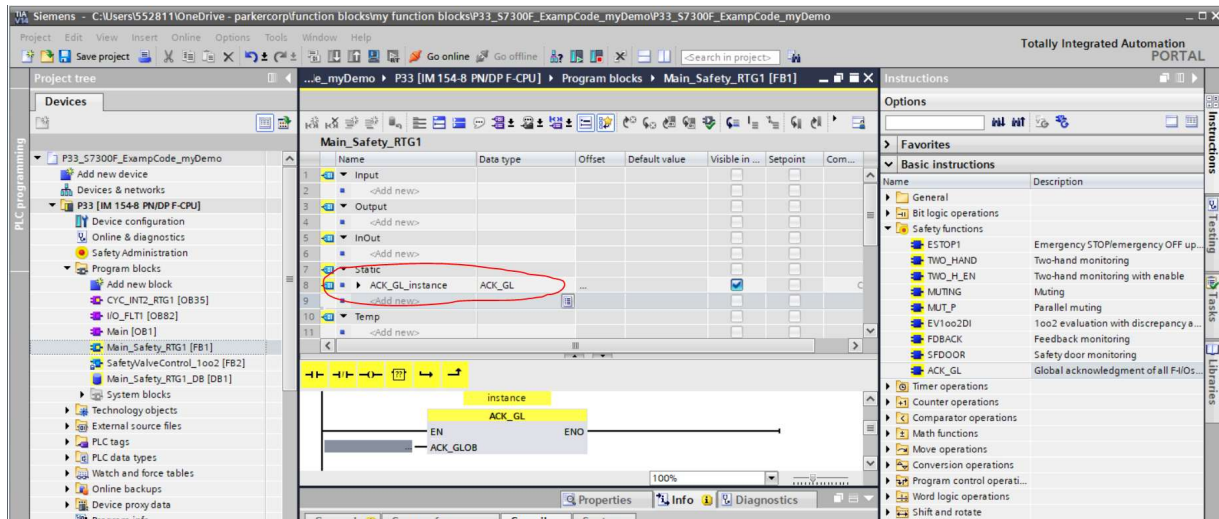 TIA V14 Siemens - C:\Users\552811\OneDrive - parkercorp\function blocks\my function blocks\P33_S7300F_ExampCode_myDemo\P33_S7300F_ExampCode_myDemo
Project Edit View Insert Online Options Tools Window Help
Totally Integrated Automation
PORTAL
Save project Go online Go offline <Search in project>
Project tree
Devices
PLC programming
P33_S7300F_ExampCode_myDemo
Add new device
Devices & networks
P33 [IM 154-8 PN/DP F-CPU]
Device configuration
Online & diagnostics
Safety Administration
Program blocks
Add new block
CYC_INT2_RTG1 [OB35]
I/O_FLT1 [OB82]
Main [OB1]
Main_Safety_RTG1 [FB1]
SafetyValveControl_1oo2 [FB2]
Main_Safety_RTG1_DB [DB1]
System blocks
Technology objects
External source files
PLC tags
PLC data types
Watch and force tables
Online backups
Device proxy data
...e_myDemo P33 [IM 154-8 PN/DP F-CPU] Program blocks Main_Safety_RTG1 [FB1]
Main_Safety_RTG1
Name Data type Offset Default value Visible in ... Setpoint Com...
1 Input
2 <Add new>
3 Output
4 <Add new>
5 InOut
6 <Add new>
7 Static
8 ACK_GL_instance ACK_GL ...
9 <Add new>
10 Temp
11 <Add new>
??
instance
ACK_GL
EN ENO
... ACK_GLOB
100%
Properties Info Diagnostics
Instructions
Options
Favorites
Basic instructions
Name Description
General
Bit logic operations
Safety functions
ESTOP1 Emergency STOP/emergency OFF up...
TWO_HAND Two-hand monitoring
TWO_H_EN Two-hand monitoring with enable
MUTING Muting
MUT_P Parallel muting
EV1oo2DI 1oo2 evaluation with discrepancy a...
FDBACK Feedback monitoring
SFDOOR Safety door monitoring
ACK_GL Global acknowledgment of all F-I/Os...
Timer operations
Counter operations
Comparator operations
Math functions
Move operations
Conversion operations
Program control operati...
Word logic operations
Shift and rotate
Instructions
Testing
Tasks
Libraries